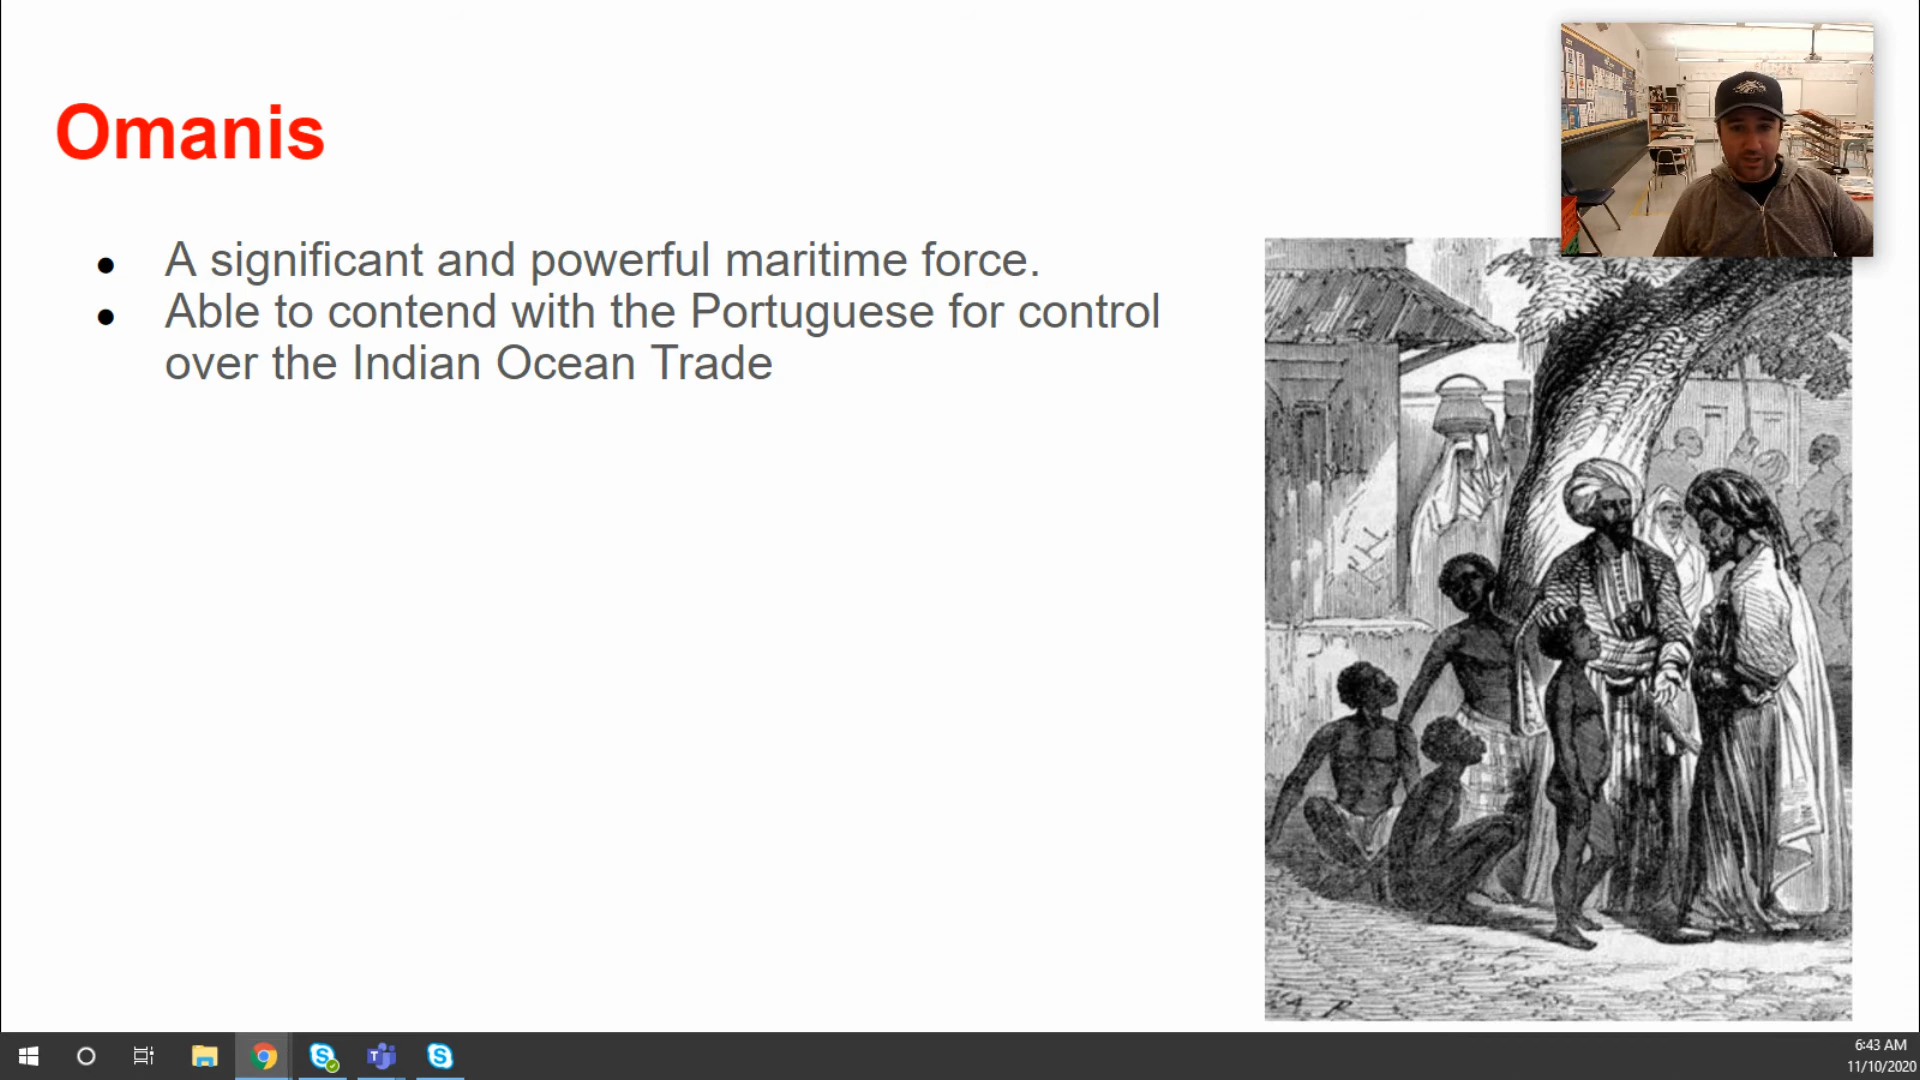 Omanis
● A significant and powerful maritime force.
● Able to contend with the Portuguese for control
over the Indian Ocean Trade
6:43 AM
11/10/2020